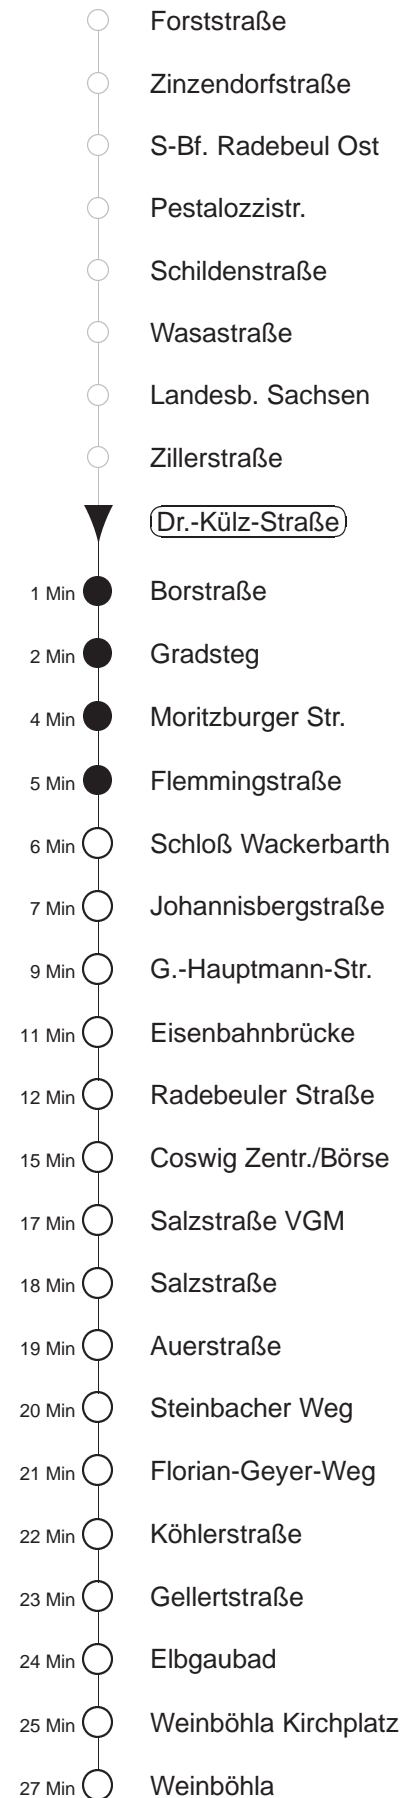 Forststraße
Zinzendorfstraße
S-Bf. Radebeul Ost
Pestalozzistr.
Schildenstraße
Wasastraße
Landesb. Sachsen
Zillerstraße
Dr.-Külz-Straße
1 Min Borstraße
2 Min Gradsteg
4 Min Moritzburger Str.
5 Min Flemmingstraße
6 Min Schloß Wackerbarth
7 Min Johannisbergstraße
9 Min G.-Hauptmann-Str.
11 Min Eisenbahnbrücke
12 Min Radebeuler Straße
15 Min Coswig Zentr./Börse
17 Min Salzstraße VGM
18 Min Salzstraße
19 Min Auerstraße
20 Min Steinbacher Weg
21 Min Florian-Geyer-Weg
22 Min Köhlerstraße
23 Min Gellertstraße
24 Min Elbgaubad
25 Min Weinböhla Kirchplatz
27 Min Weinböhla